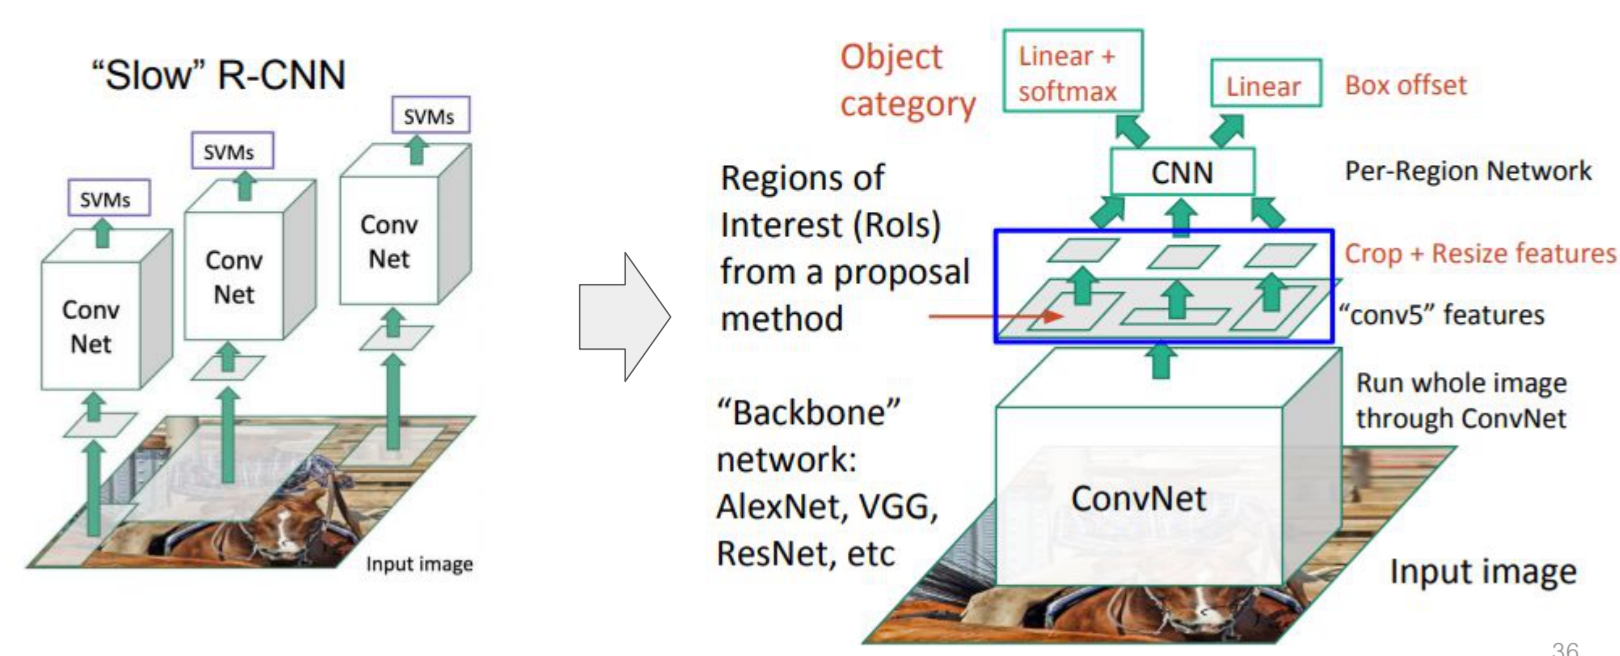 “Slow” R-CNN
SVMs
SVMs
SVMs
Conv
Net
Conv
Net
Conv
Net
Input image
Object
category
Linear +
softmax
Linear
Box offset
CNN
Per-Region Network
Regions of
Interest (RoIs)
from a proposal
method
Crop + Resize features
“conv5” features
Run whole image
through ConvNet
“Backbone”
network:
AlexNet, VGG,
ResNet, etc
ConvNet
Input image
36